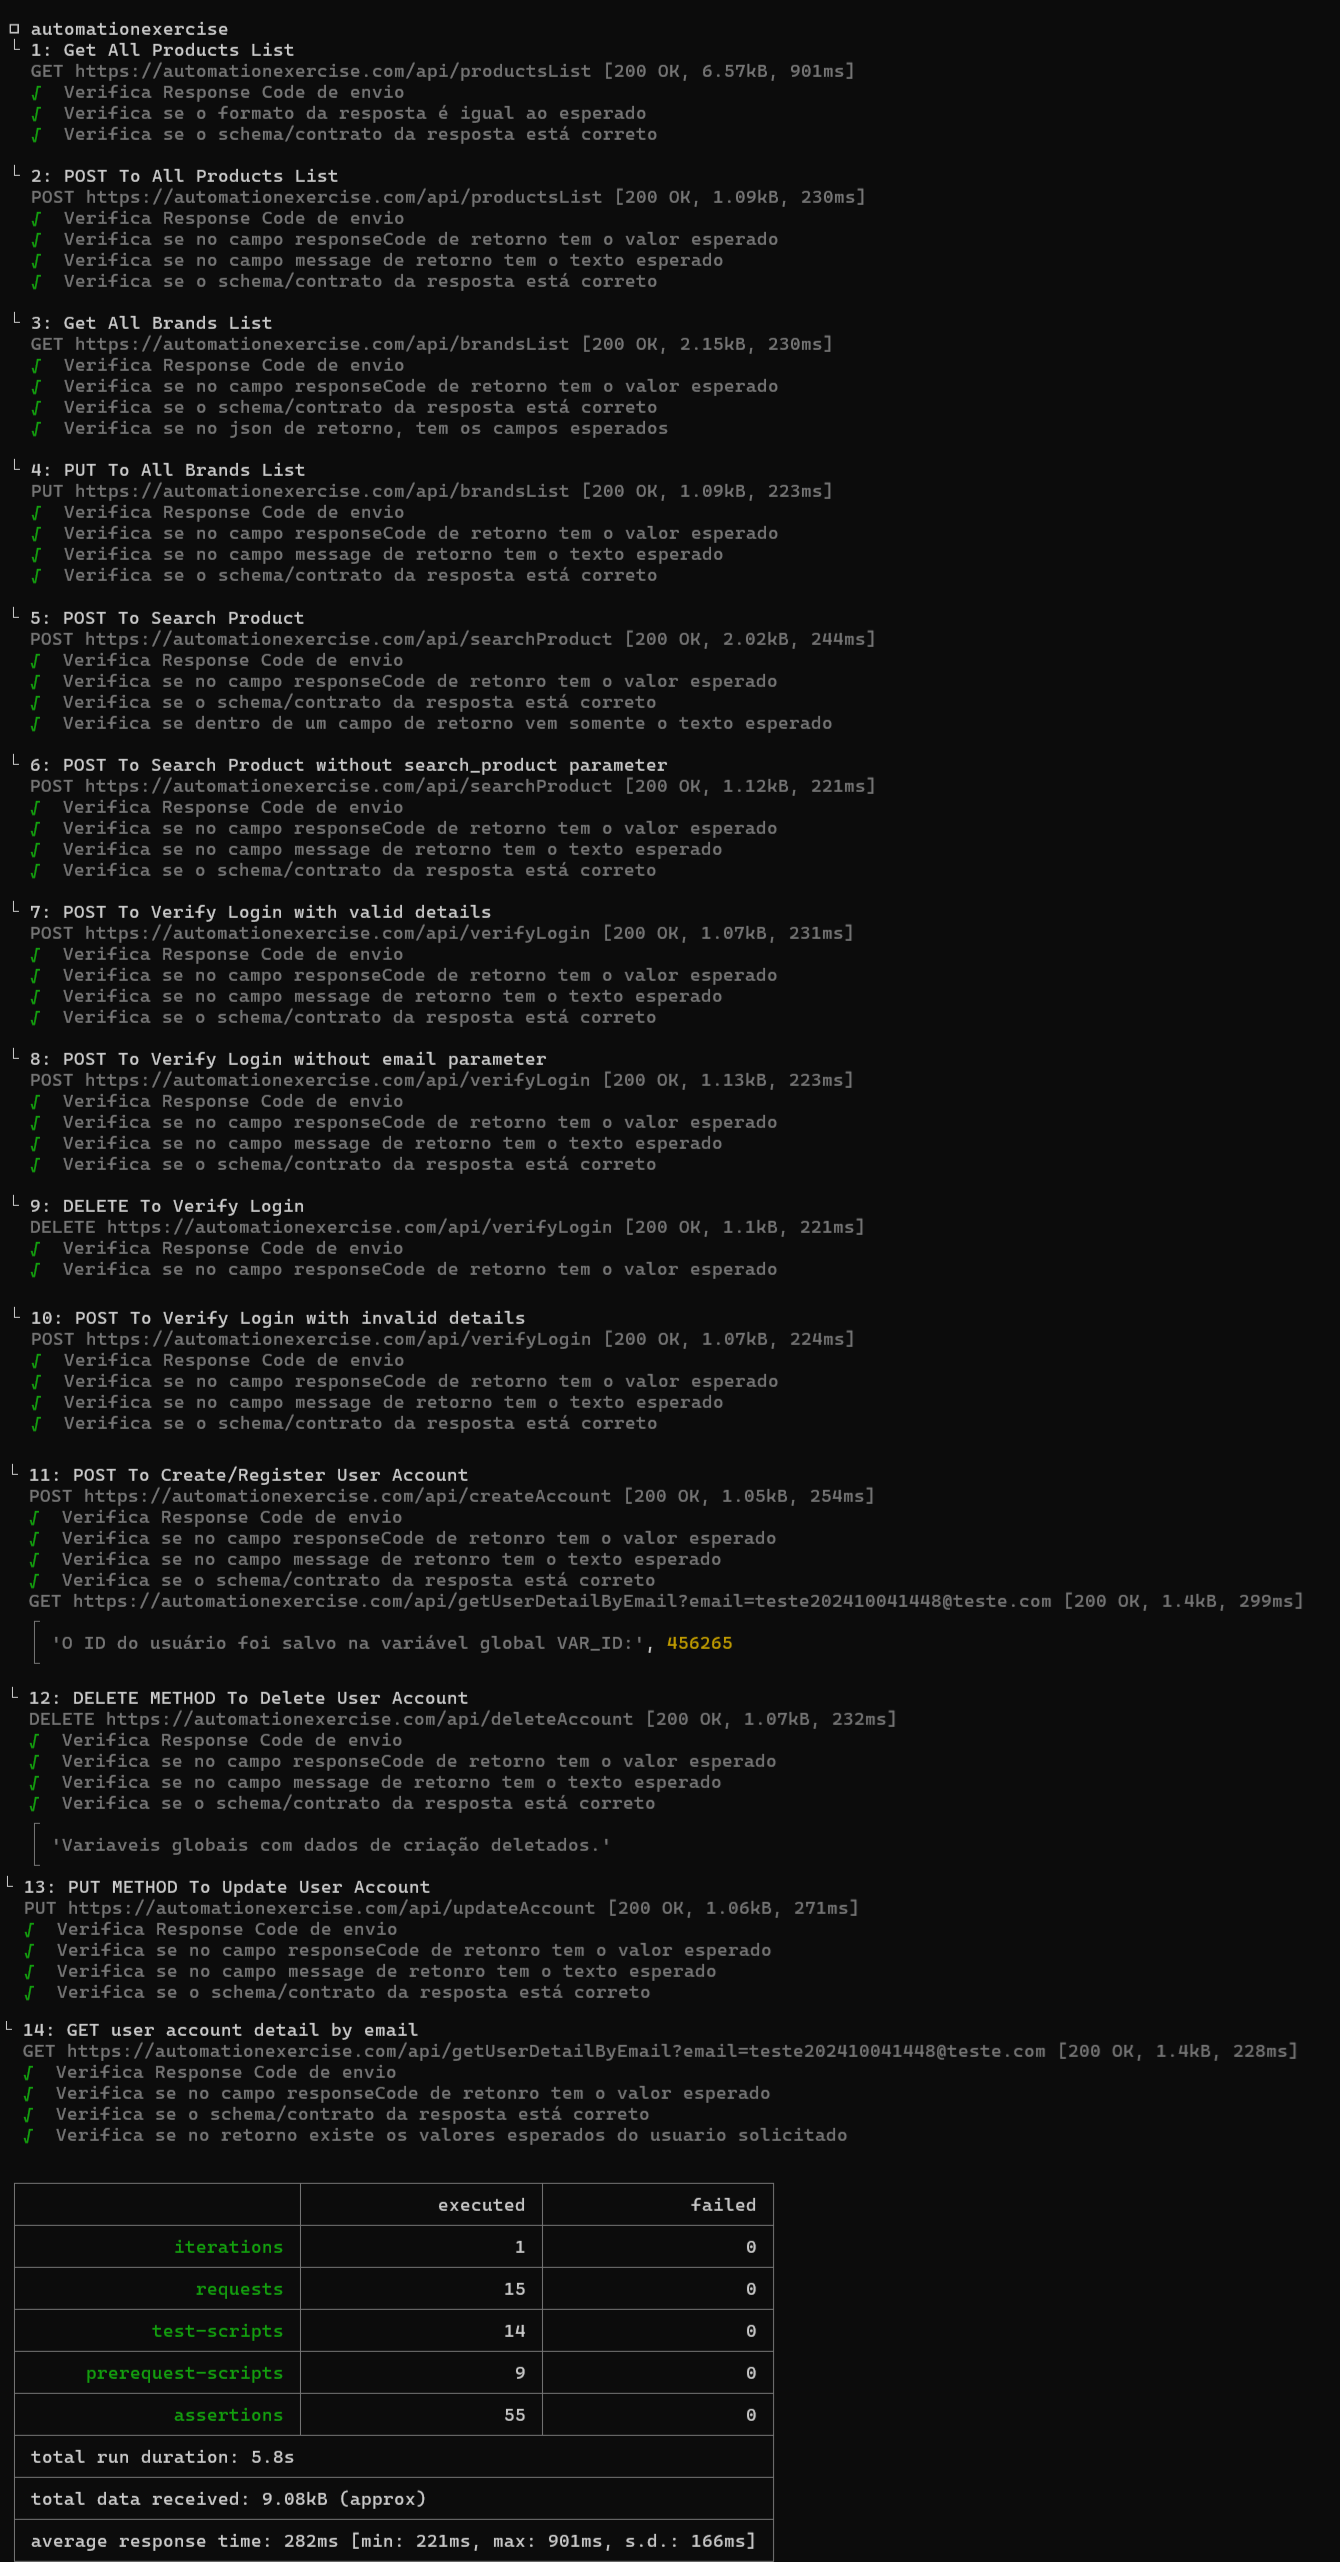 automationexercise
1: Get All Products List
GET https://automationexercise.com/api/productsList [200 OK, 6.57kB, 901ms]
√ Verifica Response Code de envio
√ Verifica se o formato da resposta é igual ao esperado
√ Verifica se o schema/contrato da resposta está correto
2: POST To All Products List
POST https://automationexercise.com/api/productsList [200 OK, 1.09kB, 230ms]
√ Verifica Response Code de envio
√ Verifica se no campo responseCode de retorno tem o valor esperado
√ Verifica se no campo message de retorno tem o texto esperado
√ Verifica se o schema/contrato da resposta está correto
3: Get All Brands List
GET https://automationexercise.com/api/brandsList [200 OK, 2.15kB, 230ms]
√ Verifica Response Code de envio
√ Verifica se no campo responseCode de retorno tem o valor esperado
√ Verifica se o schema/contrato da resposta está correto
√ Verifica se no json de retorno, tem os campos esperados
4: PUT To All Brands List
PUT https://automationexercise.com/api/brandsList [200 OK, 1.09kB, 223ms]
√ Verifica Response Code de envio
√ Verifica se no campo responseCode de retorno tem o valor esperado
√ Verifica se no campo message de retorno tem o texto esperado
√ Verifica se o schema/contrato da resposta está correto
5: POST To Search Product
POST https://automationexercise.com/api/searchProduct [200 OK, 2.02kB, 244ms]
√ Verifica Response Code de envio
√ Verifica se no campo responseCode de retonro tem o valor esperado
√ Verifica se o schema/contrato da resposta está correto
√ Verifica se dentro de um campo de retorno vem somente o texto esperado
6: POST To Search Product without search_product parameter
POST https://automationexercise.com/api/searchProduct [200 OK, 1.12kB, 221ms]
√ Verifica Response Code de envio
√ Verifica se no campo responseCode de retorno tem o valor esperado
√ Verifica se no campo message de retorno tem o texto esperado
√ Verifica se o schema/contrato da resposta está correto
7: POST To Verify Login with valid details
POST https://automationexercise.com/api/verifyLogin [200 OK, 1.07kB, 231ms]
√ Verifica Response Code de envio
√ Verifica se no campo responseCode de retorno tem o valor esperado
√ Verifica se no campo message de retorno tem o texto esperado
√ Verifica se o schema/contrato da resposta está correto
8: POST To Verify Login without email parameter
POST https://automationexercise.com/api/verifyLogin [200 OK, 1.13kB, 223ms]
√ Verifica Response Code de envio
√ Verifica se no campo responseCode de retorno tem o valor esperado
√ Verifica se no campo message de retorno tem o texto esperado
√ Verifica se o schema/contrato da resposta está correto
9: DELETE To Verify Login
DELETE https://automationexercise.com/api/verifyLogin [200 OK, 1.1kB, 221ms]
√ Verifica Response Code de envio
√ Verifica se no campo responseCode de retorno tem o valor esperado
10: POST To Verify Login with invalid details
POST https://automationexercise.com/api/verifyLogin [200 OK, 1.07kB, 224ms]
√ Verifica Response Code de envio
√ Verifica se no campo responseCode de retorno tem o valor esperado
√ Verifica se no campo message de retorno tem o texto esperado
√ Verifica se o schema/contrato da resposta está correto
11: POST To Create/Register User Account
POST https://automationexercise.com/api/createAccount [200 OK, 1.05kB, 254ms]
√ Verifica Response Code de envio
√ Verifica se no campo responseCode de retonro tem o valor esperado
√ Verifica se no campo message de retonro tem o texto esperado
√ Verifica se o schema/contrato da resposta está correto
GET https://automationexercise.com/api/getUserDetailByEmail?email=teste202410041448@teste.com [200 OK, 1.4kB, 299ms]
'O ID do usuário foi salvo na variável global VAR_ID:', 456265
12: DELETE METHOD To Delete User Account
DELETE https://automationexercise.com/api/deleteAccount [200 OK, 1.07kB, 232ms]
√ Verifica Response Code de envio
√ Verifica se no campo responseCode de retorno tem o valor esperado
√ Verifica se no campo message de retorno tem o texto esperado
√ Verifica se o schema/contrato da resposta está correto
'Variaveis globais com dados de criação deletados.'
13: PUT METHOD To Update User Account
PUT https://automationexercise.com/api/updateAccount [200 OK, 1.06kB, 271ms]
√ Verifica Response Code de envio
√ Verifica se no campo responseCode de retonro tem o valor esperado
√ Verifica se no campo message de retonro tem o texto esperado
√ Verifica se o schema/contrato da resposta está correto
14: GET user account detail by email
GET https://automationexercise.com/api/getUserDetailByEmail?email=teste202410041448@teste.com [200 OK, 1.4kB, 228ms]
√ Verifica Response Code de envio
√ Verifica se no campo responseCode de retonro tem o valor esperado
√ Verifica se o schema/contrato da resposta está correto
√ Verifica se no retorno existe os valores esperados do usuario solicitado
executed failed
iterations 1 0
requests 15 0
test-scripts 14 0
prerequest-scripts 9 0
assertions 55 0
total run duration: 5.8s
total data received: 9.08kB (approx)
average response time: 282ms [min: 221ms, max: 901ms, s.d.: 166ms]